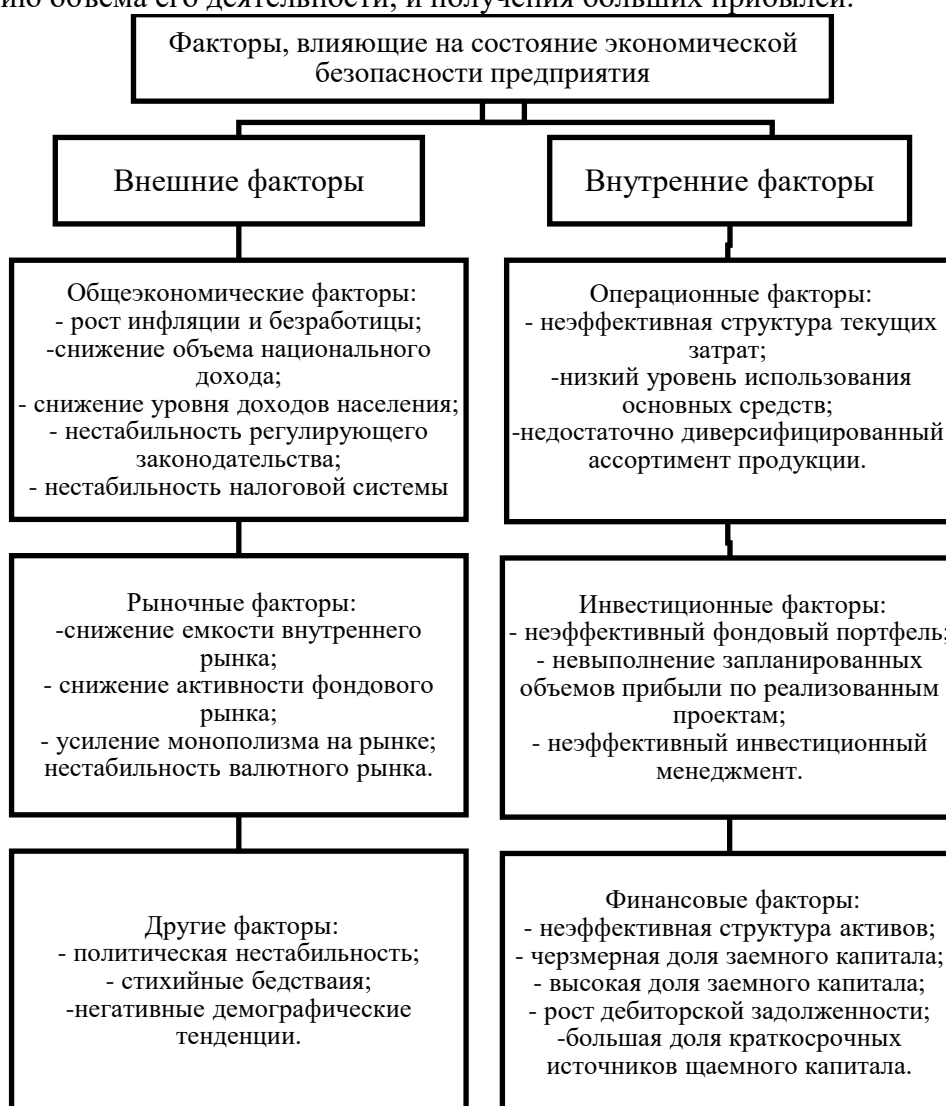 ию объема его деятельности, и получения больших прибылей.
Факторы, влияющие на состояние экономической
безопасности предприятия
Внешние факторы
Внутренние факторы
Общеэкономические факторы:
- рост инфляции и безработицы;
-снижение объема национального
дохода;
- снижение уровня доходов населения;
- нестабильность регулирующего
законодательства;
- нестабильность налоговой системы
Операционные факторы:
- неэффективная структура текущих
затрат;
-низкий уровень использования
основных средств;
-недостаточно диверсифицированный
ассортимент продукции.
Рыночные факторы:
-снижение емкости внутреннего
рынка;
- снижение активности фондового
рынка;
- усиление монополизма на рынке;
нестабильность валютного рынка.
Инвестиционные факторы:
- неэффективный фондовый портфель;
- невыполнение запланированных
объемов прибыли по реализованным
проектам;
- неэффективный инвестиционный
менеджмент.
Другие факторы:
- политическая нестабильность;
- стихийные бедстваия;
-негативные демографические
тенденции.
Финансовые факторы:
- неэффективная структура активов;
- черзмерная доля заемного капитала;
- высокая доля заемного капитала;
- рост дебиторской задолженности;
-большая доля краткосрочных
источников щаемного капитала.